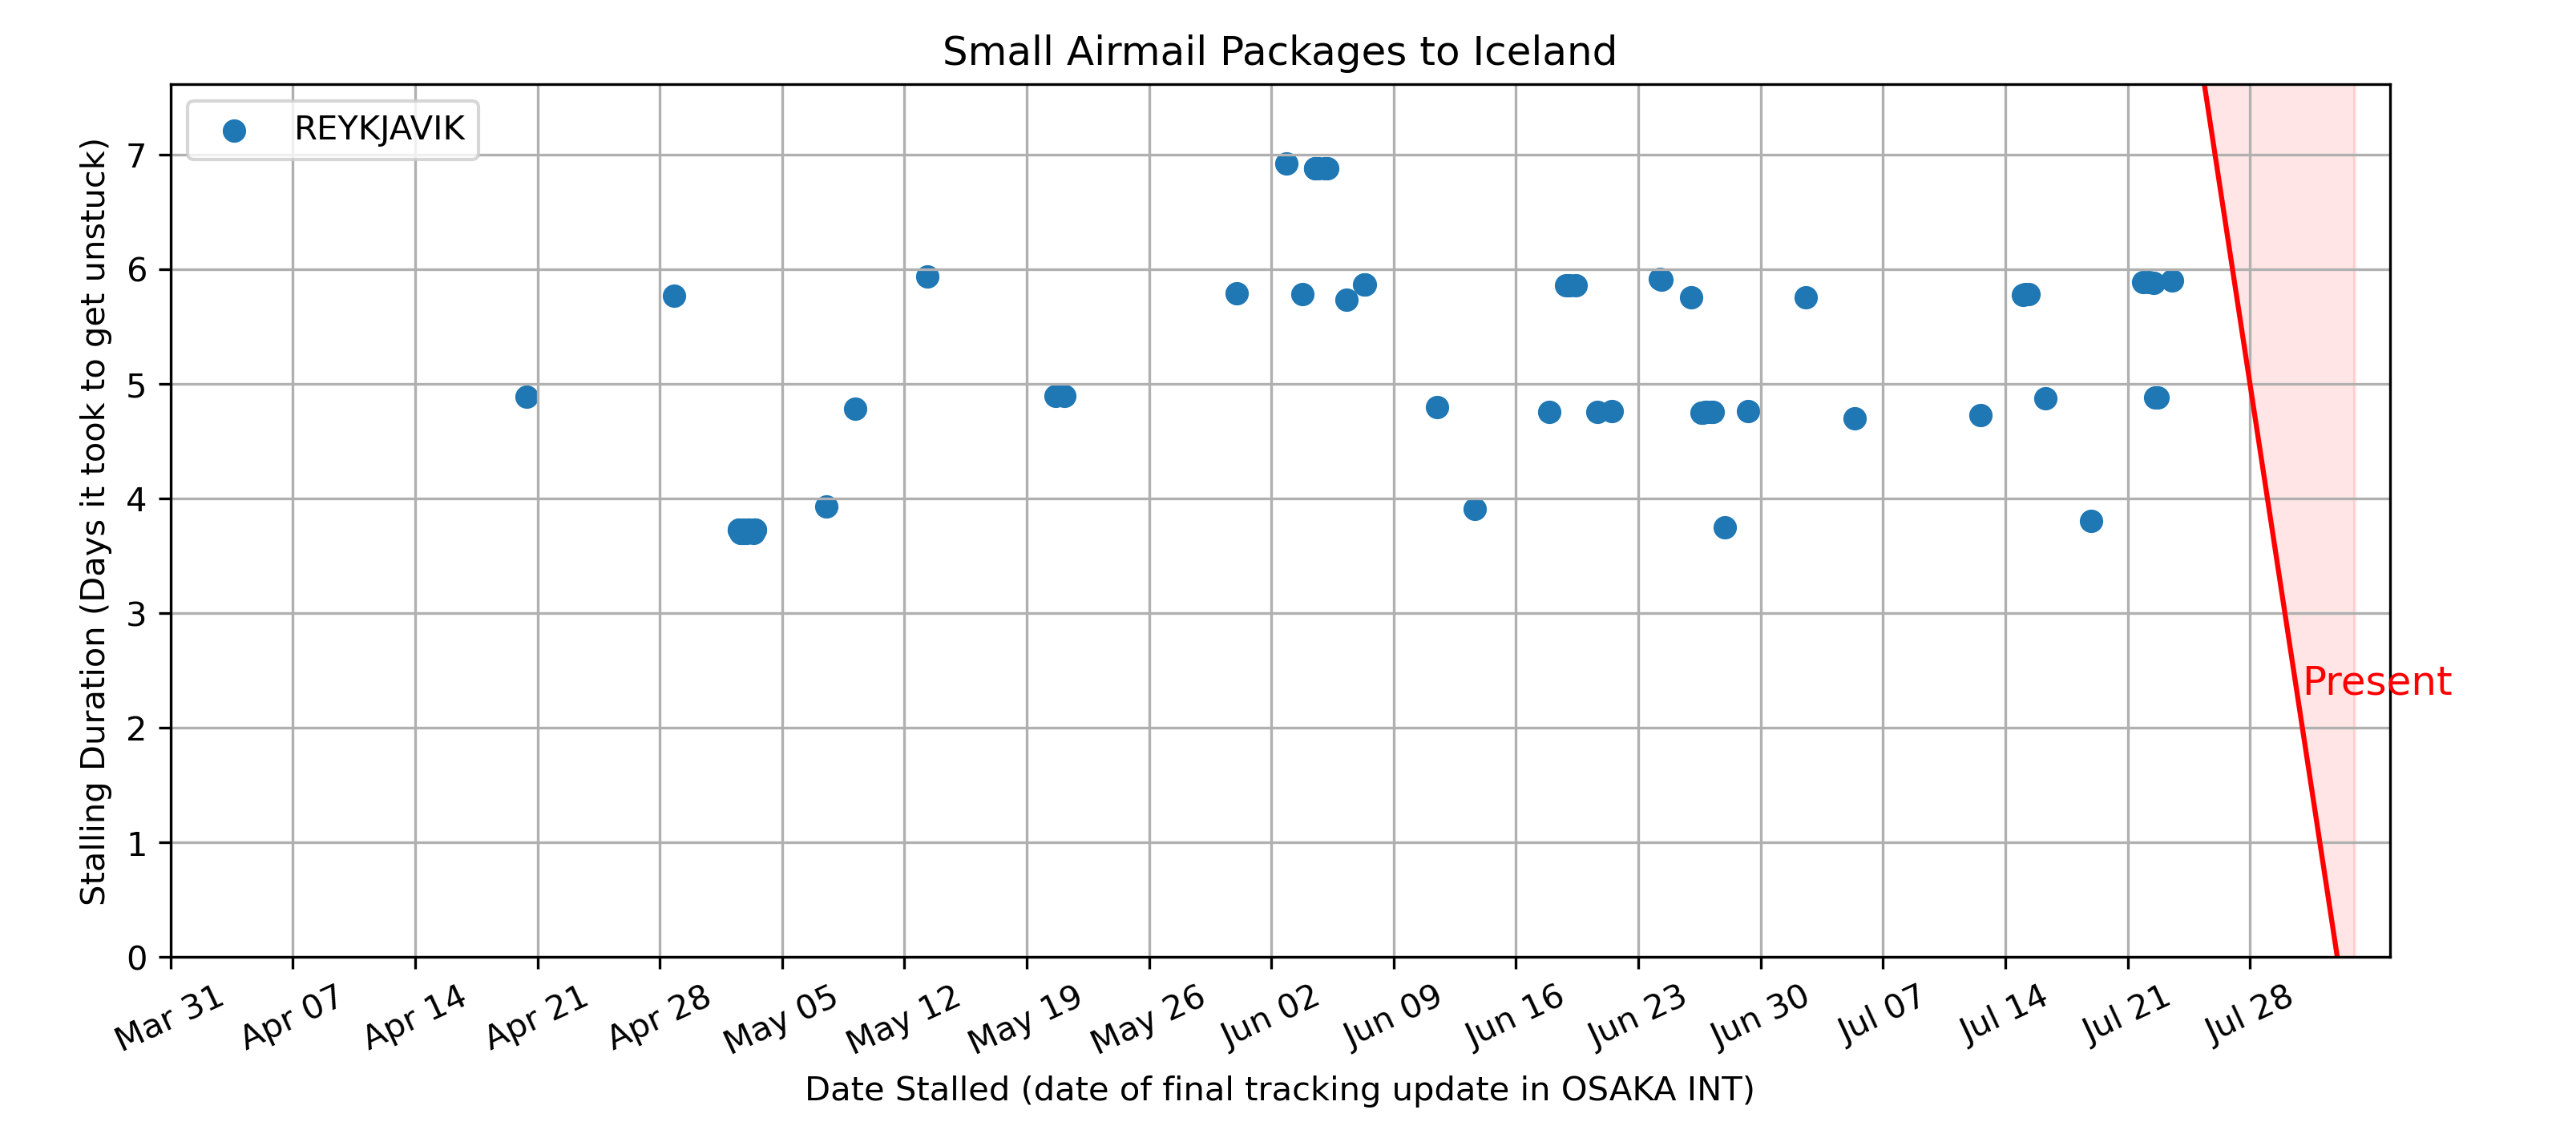 Small Airmail Packages to Iceland
REYKJAVIK
Stalling Duration (Days it took to get unstuck)
7
6
5
4
3
2
1
0
Present
Mar 31 Apr 07 Apr 14 Apr 21 Apr 28 May 05 May 12 May 19 May 26 Jun 02 Jun 09 Jun 16 Jun 23 Jun 30 Jul 07 Jul 14 Jul 21 Jul 28
Date Stalled (date of final tracking update in OSAKA INT)